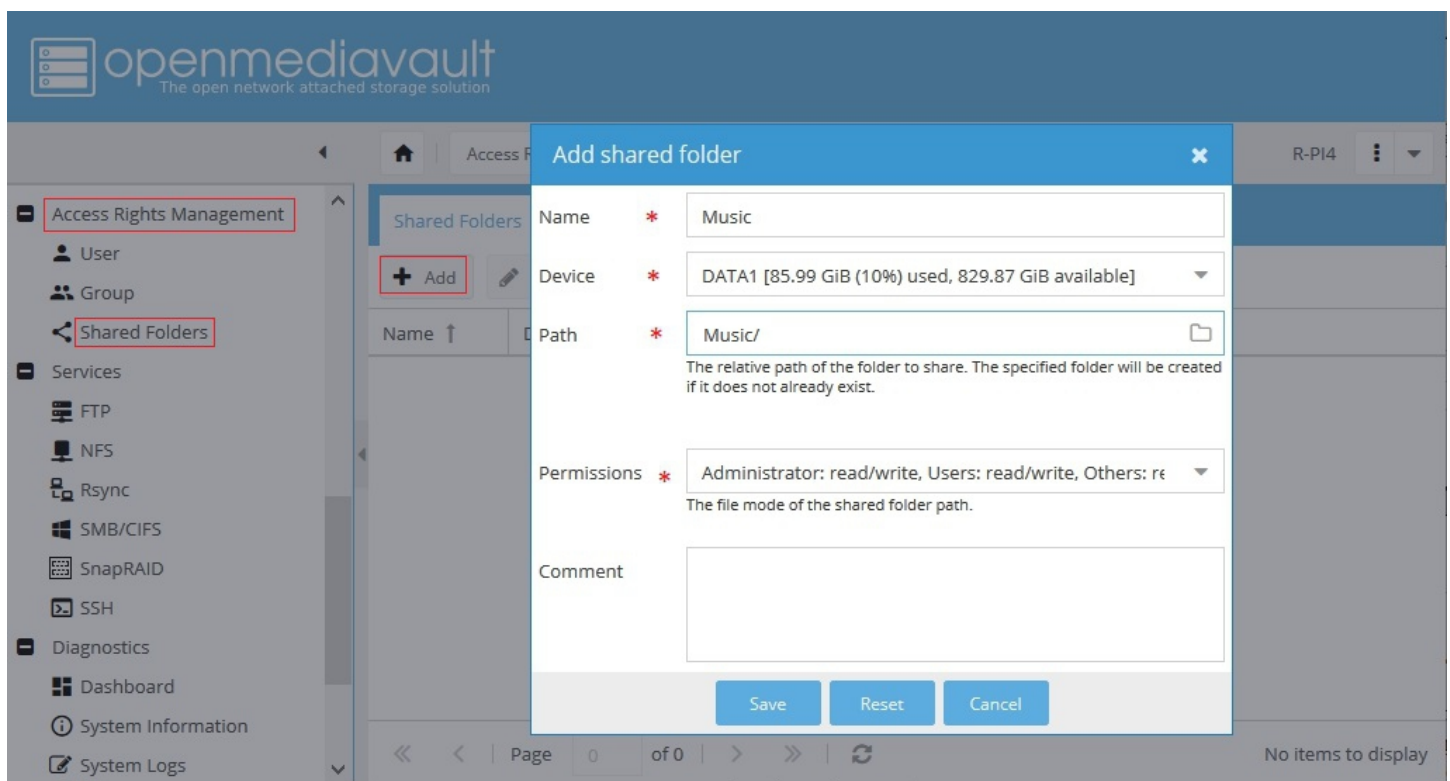 openmediavault
The open network attached storage solution
Access F
R-PI4
Access Rights Management
User
Group
Shared Folders
Services
FTP
NFS
Rsync
SMB/CIFS
SnapRAID
SSH
Diagnostics
Dashboard
System Information
System Logs
Shared Folders
Add
Name
Add shared folder
Name *
Music
Device *
DATA1 [85.99 GiB (10%) used, 829.87 GiB available]
Path *
Music/
The relative path of the folder to share. The specified folder will be created
if it does not already exist.
Permissions *
Administrator: read/write, Users: read/write, Others: re
The file mode of the shared folder path.
Comment
Save Reset Cancel
Page 0 of 0
No items to display